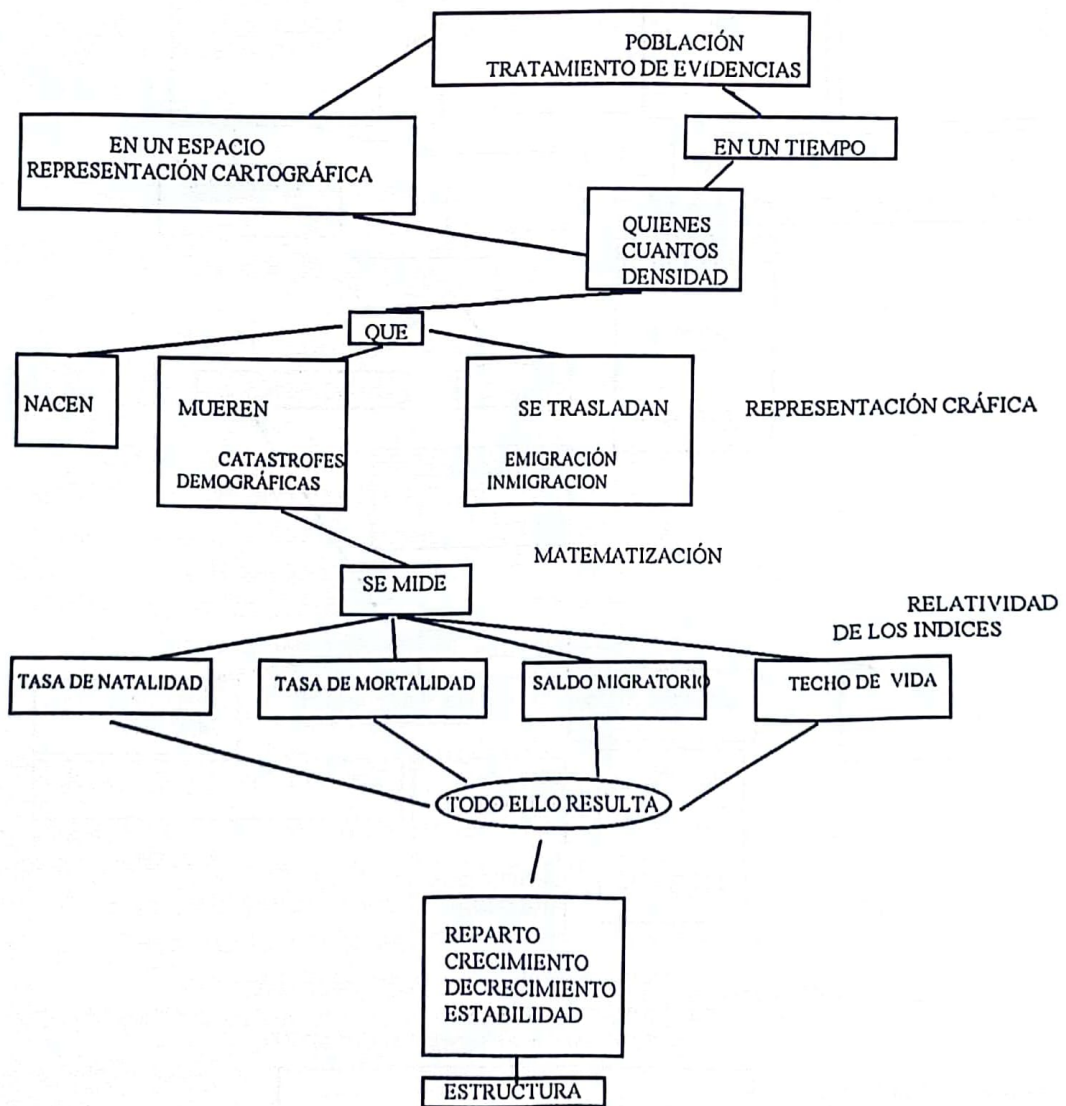 POBLACIÓN
TRATAMIENTO DE EVIDENCIAS
EN UN ESPACIO
REPRESENTACIÓN CARTOGRÁFICA
EN UN TIEMPO
QUIENES
CUANTOS
DENSIDAD
QUE
NACEN
MUEREN
CATASTROFES
DEMOGRÁFICAS
SE TRASLADAN
EMIGRACIÓN
INMIGRACION
REPRESENTACIÓN CRÁFICA
MATEMATIZACIÓN
SE MIDE
RELATIVIDAD
DE LOS INDICES
TASA DE NATALIDAD
TASA DE MORTALIDAD
SALDO MIGRATORIO
TECHO DE VIDA
TODO ELLO RESULTA
REPARTO
CRECIMIENTO
DECRECIMIENTO
ESTABILIDAD
ESTRUCTURA